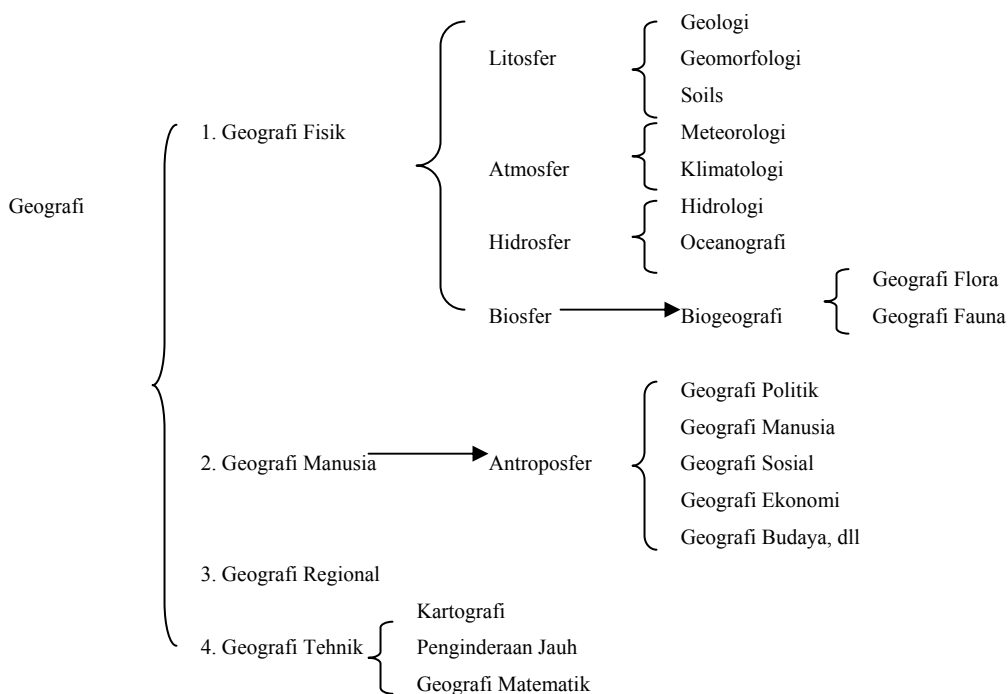 Geografi
1. Geografi Fisik
Litosfer
Geologi
Geomorfologi
Soils
Atmosfer
Meteorologi
Klimatologi
Hidrosfer
Hidrologi
Oceanografi
Biosfer
Biogeografi
Geografi Flora
Geografi Fauna
2. Geografi Manusia
Antroposfer
Geografi Politik
Geografi Manusia
Geografi Sosial
Geografi Ekonomi
Geografi Budaya, dll
3. Geografi Regional
4. Geografi Tehnik
Kartografi
Penginderaan Jauh
Geografi Matematik